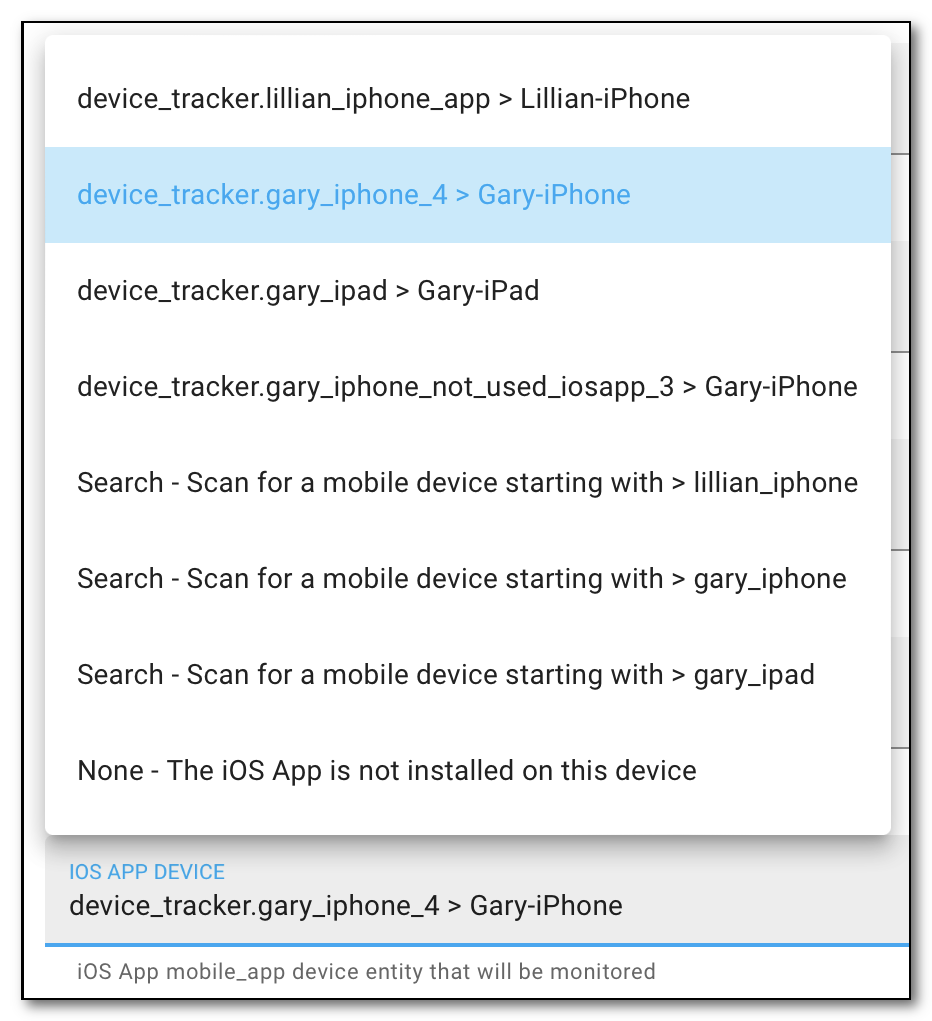 device_tracker.lillian_iphone_app > Lillian-iPhone
device_tracker.gary_iphone_4 > Gary-iPhone
device_tracker.gary_ipad > Gary-iPad
device_tracker.gary_iphone_not_used_iosapp_3 > Gary-iPhone
Search - Scan for a mobile device starting with > lillian_iphone
Search - Scan for a mobile device starting with > gary_iphone
Search - Scan for a mobile device starting with > gary_ipad
None - The iOS App is not installed on this device
IOS APP DEVICE
device_tracker.gary_iphone_4 > Gary-iPhone
iOS App mobile_app device entity that will be monitored